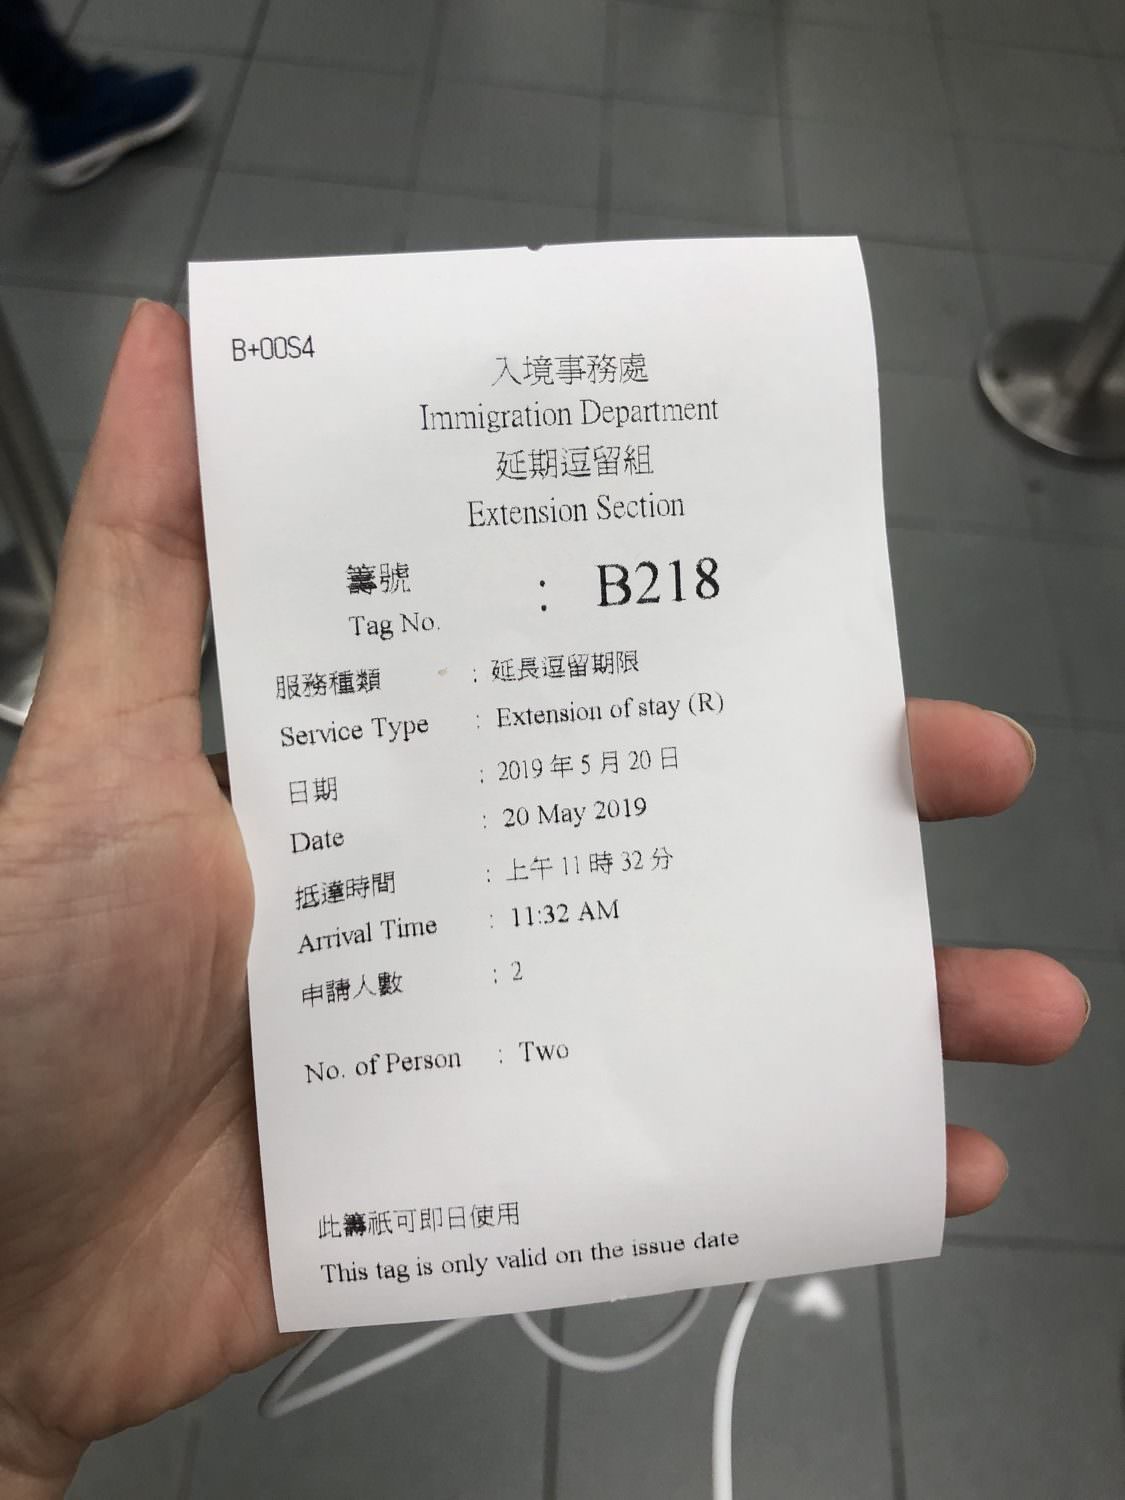 B+00S4
入境事務處
Immigration Department
延期逗留組
Extension Section
籌號
Tag No. : B218
服務種類 : 延長逗留期限
Service Type : Extension of stay (R)
日期 : 2019 年 5 月 20 日
Date : 20 May 2019
抵達時間 : 上午 11 時 32 分
Arrival Time : 11:32 AM
申請人數 : 2
No. of Person : Two
此籌祇可即日使用
This tag is only valid on the issue date